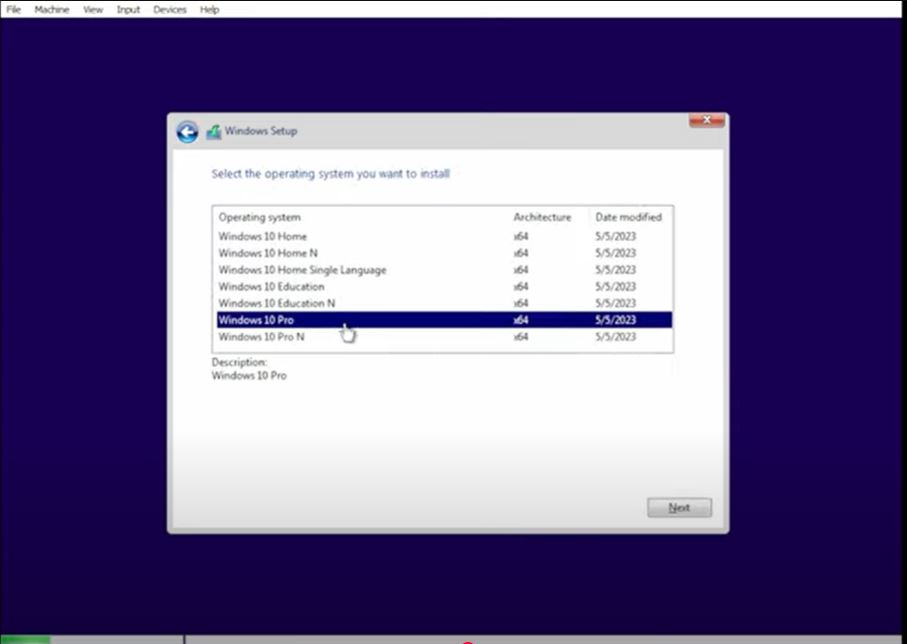 File Machine View Input Devices Help
Windows Setup
Select the operating system you want to install
Operating system Architecture Date modified
Windows 10 Home x64 5/5/2023
Windows 10 Home N x64 5/5/2023
Windows 10 Home Single Language x64 5/5/2023
Windows 10 Education x64 5/5/2023
Windows 10 Education N x64 5/5/2023
Windows 10 Pro x64 5/5/2023
Windows 10 Pro N x64 5/5/2023
Description:
Windows 10 Pro
Next